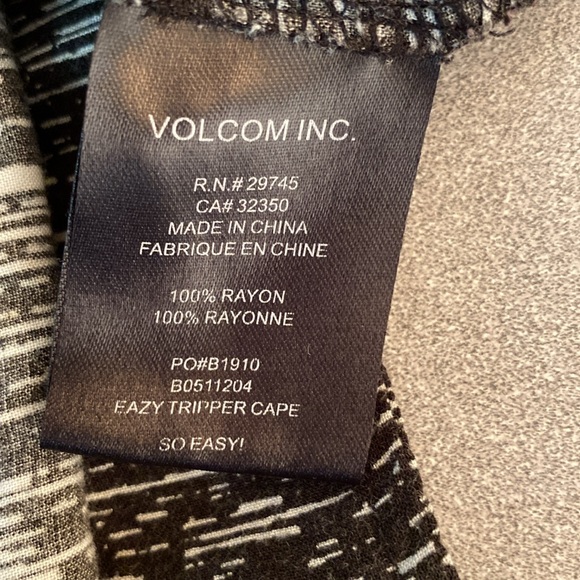 VOLCOM INC.
R.N.# 29745
CA# 32350
MADE IN CHINA
FABRIQUE EN CHINE
100% RAYON
100% RAYONNE
PO#B1910
B0511204
EAZY TRIPPER CAPE
SO EASY!